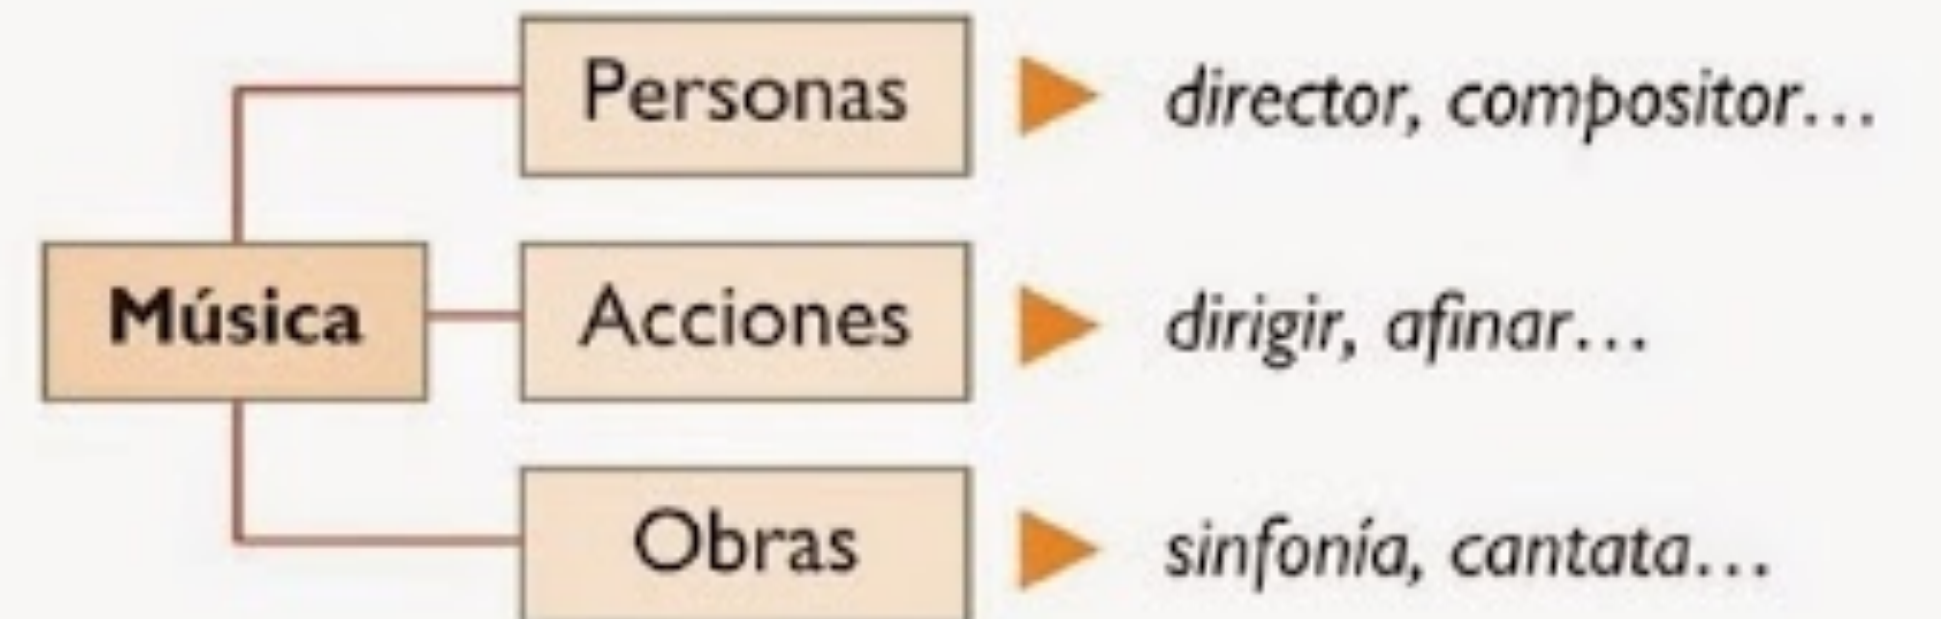 Personas
director, compositor…
Música
Acciones
dirigir, afinar…
Obras
sinfonía, cantata…